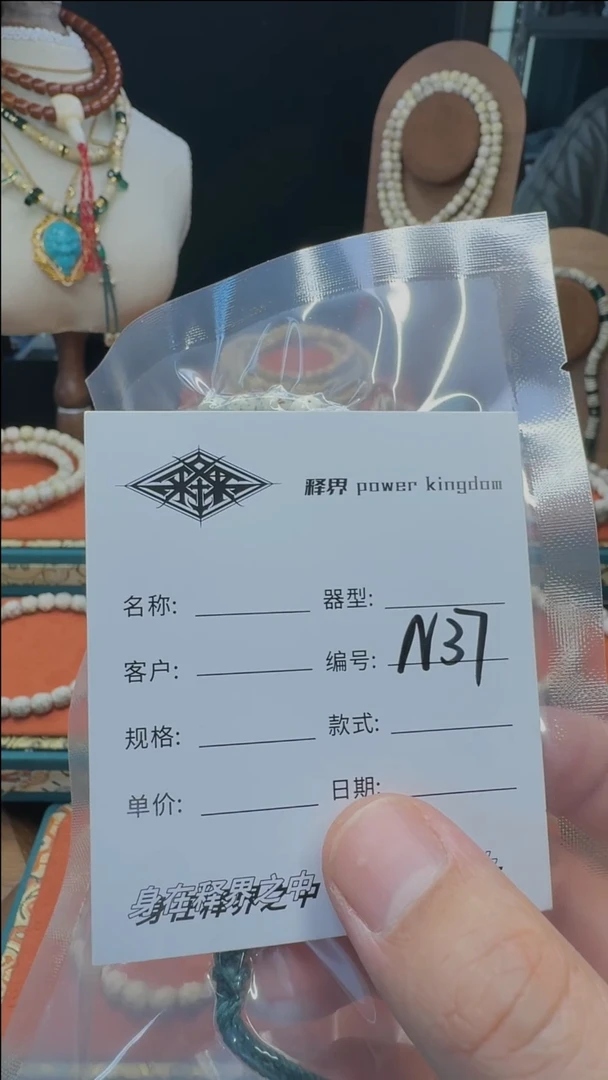 释界 power kingdom
名称: 器型:
客户: 编号: N37
规格: 款式:
单价: 日期:
身在释界之中